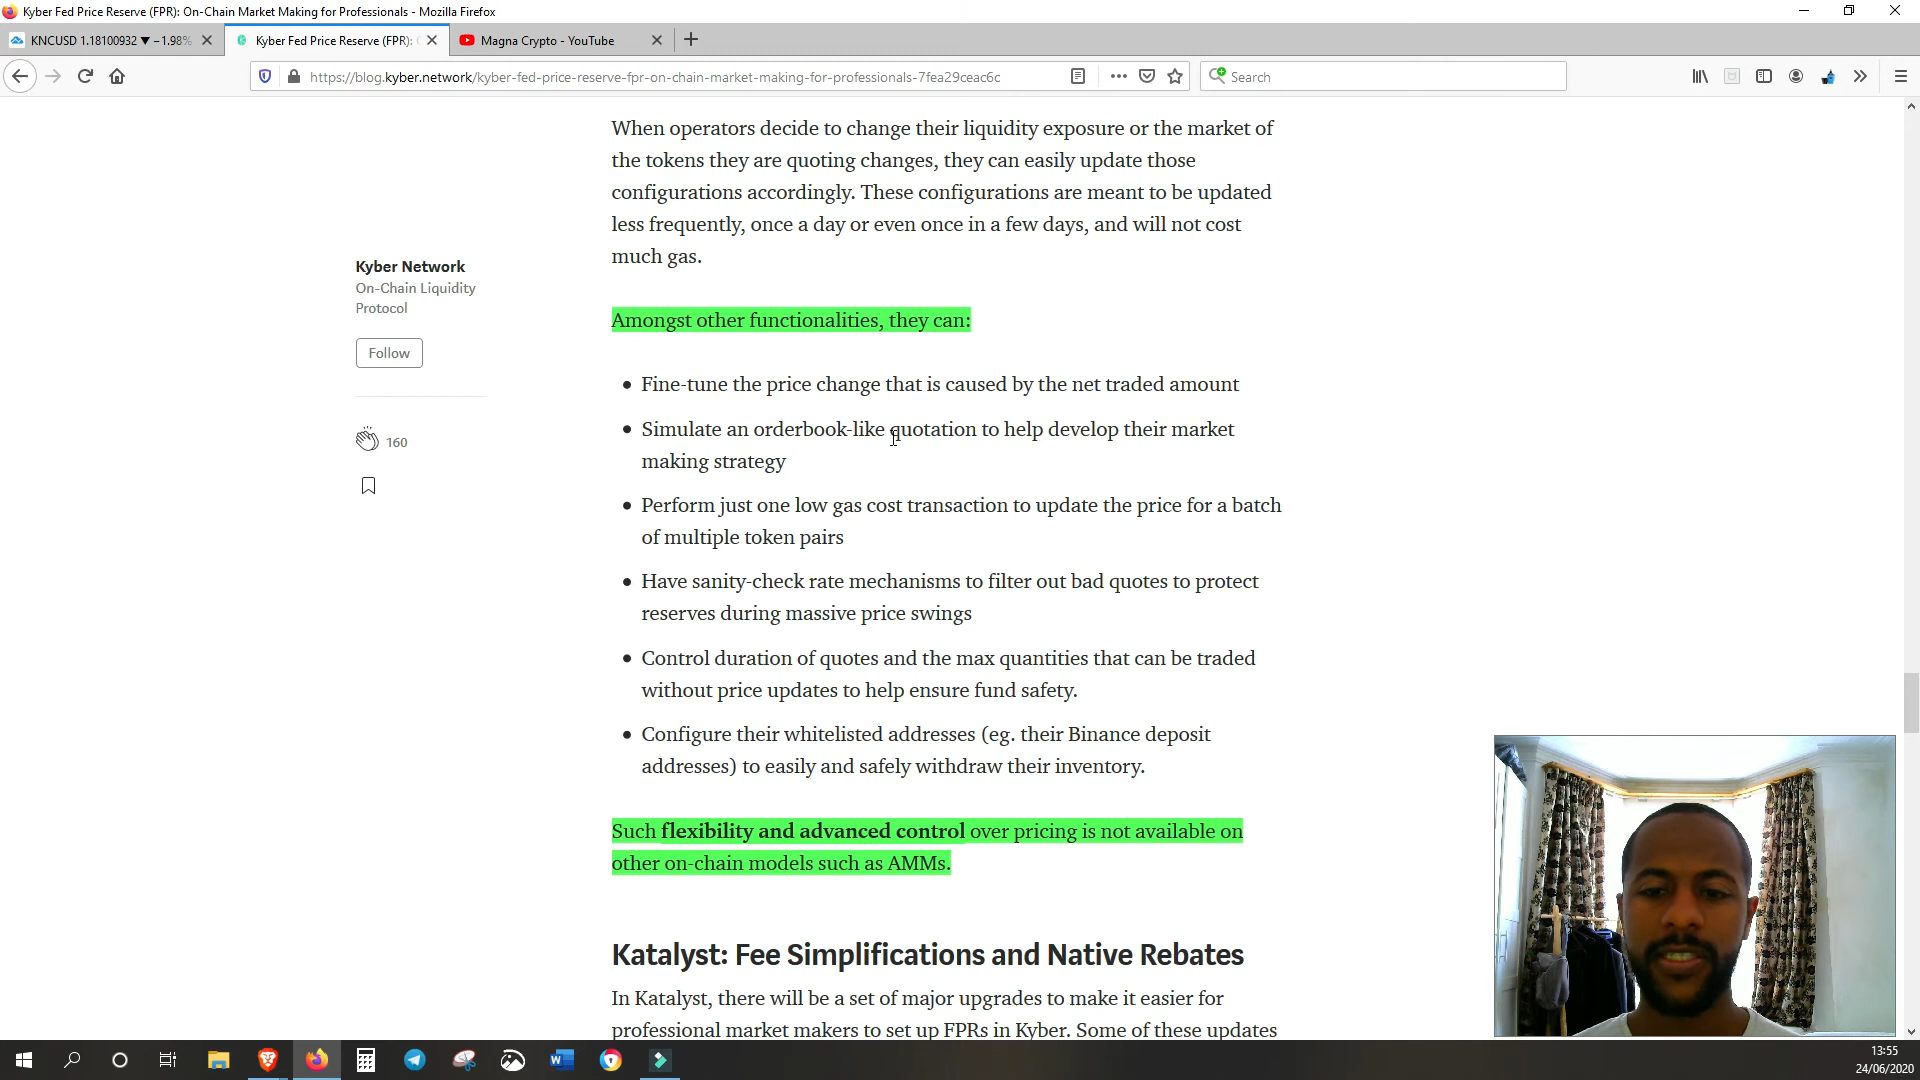 Kyber Fed Price Reserve (FPR): On-Chain Market Making for Professionals - Mozilla Firefox
KNCUSD 1.18100932 ▼ −1.98%
Kyber Fed Price Reserve (FPR):
Magna Crypto - YouTube
https://blog.kyber.network/kyber-fed-price-reserve-fpr-on-chain-market-making-for-professionals-7fea29ceac6c
Search
When operators decide to change their liquidity exposure or the market of
the tokens they are quoting changes, they can easily update those
configurations accordingly. These configurations are meant to be updated
less frequently, once a day or even once in a few days, and will not cost
much gas.
Kyber Network
On-Chain Liquidity
Protocol
Follow
160
Amongst other functionalities, they can:
• Fine-tune the price change that is caused by the net traded amount
• Simulate an orderbook-like quotation to help develop their market
making strategy
• Perform just one low gas cost transaction to update the price for a batch
of multiple token pairs
• Have sanity-check rate mechanisms to filter out bad quotes to protect
reserves during massive price swings
• Control duration of quotes and the max quantities that can be traded
without price updates to help ensure fund safety.
• Configure their whitelisted addresses (eg. their Binance deposit
addresses) to easily and safely withdraw their inventory.
Such flexibility and advanced control over pricing is not available on
other on-chain models such as AMMs.
Katalyst: Fee Simplifications and Native Rebates
In Katalyst, there will be a set of major upgrades to make it easier for
professional market makers to set up FPRs in Kyber. Some of these updates
13:55
24/06/2020